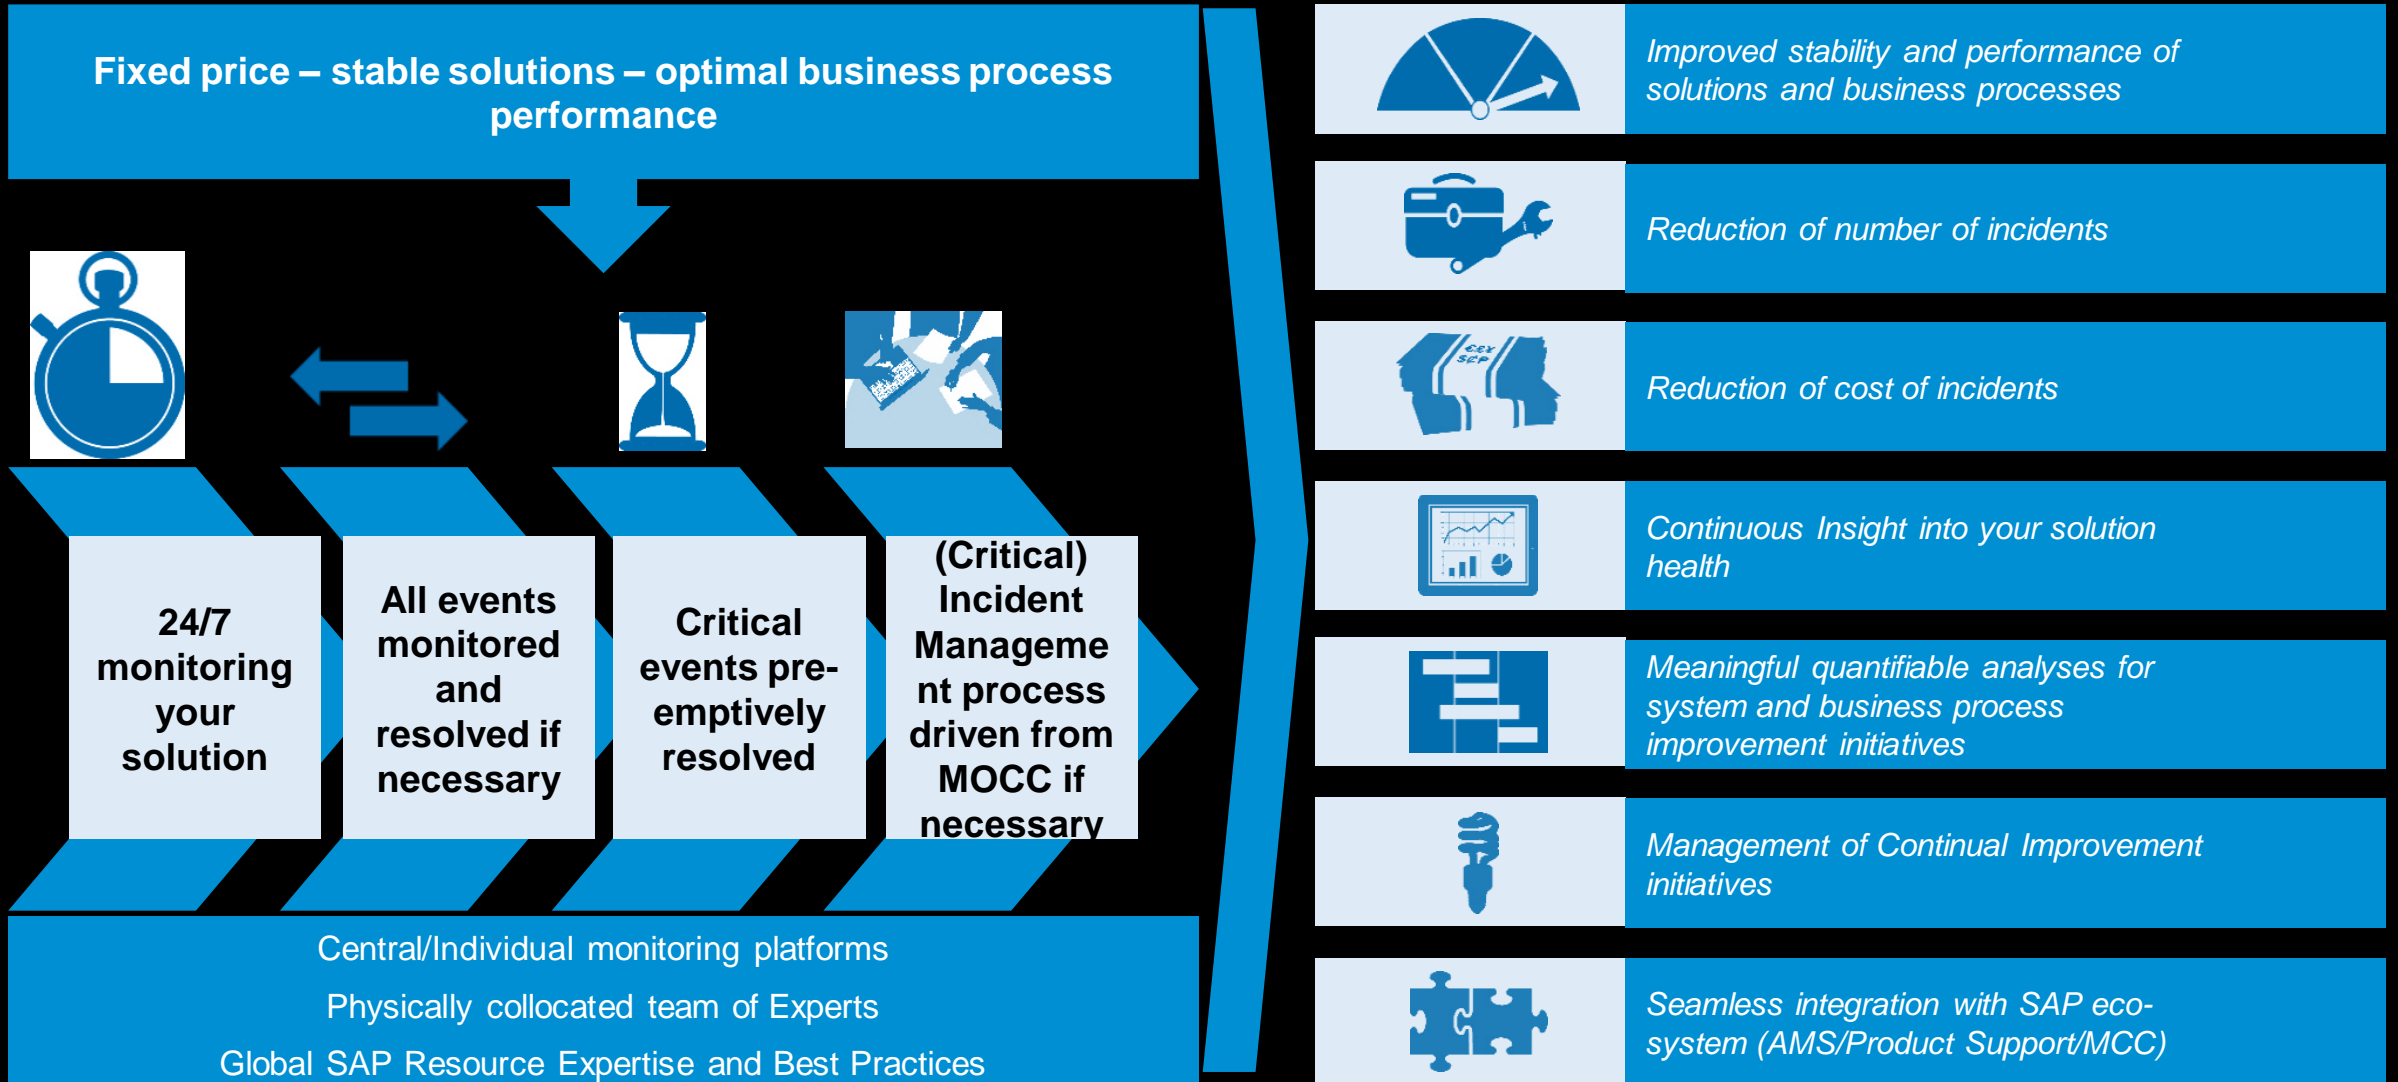 Fixed price – stable solutions – optimal business process
performance
24/7
monitoring
your
solution
All events
monitored
and
resolved if
necessary
Critical
events pre-
emptively
resolved
(Critical)
Incident
Manageme
nt process
driven from
MOCC if
necessary
Central/Individual monitoring platforms
Physically collocated team of Experts
Global SAP Resource Expertise and Best Practices
Improved stability and performance of
solutions and business processes
Reduction of number of incidents
Reduction of cost of incidents
Continuous Insight into your solution
health
Meaningful quantifiable analyses for
system and business process
improvement initiatives
Management of Continual Improvement
initiatives
Seamless integration with SAP eco-
system (AMS/Product Support/MCC)